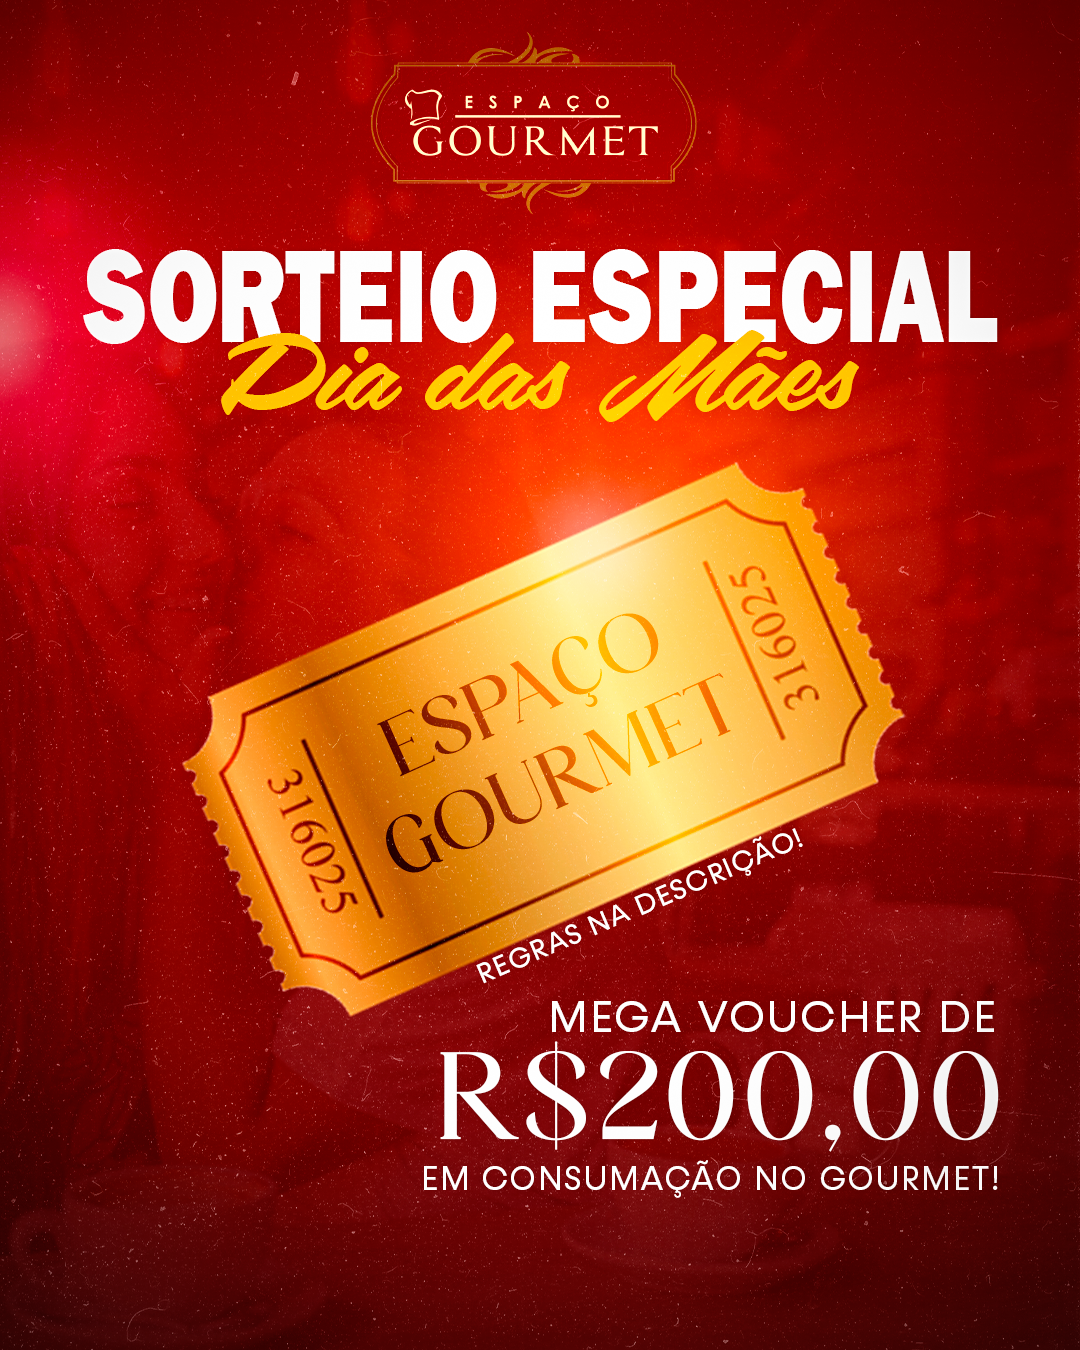 ESPAÇO
GOURMET
SORTEIO ESPECIAL
Dia das Mães
316025
ESPAÇO
GOURMET
316025
REGRAS NA DESCRIÇÃO!
MEGA VOUCHER DE
R$200,00
EM CONSUMAÇÃO NO GOURMET!